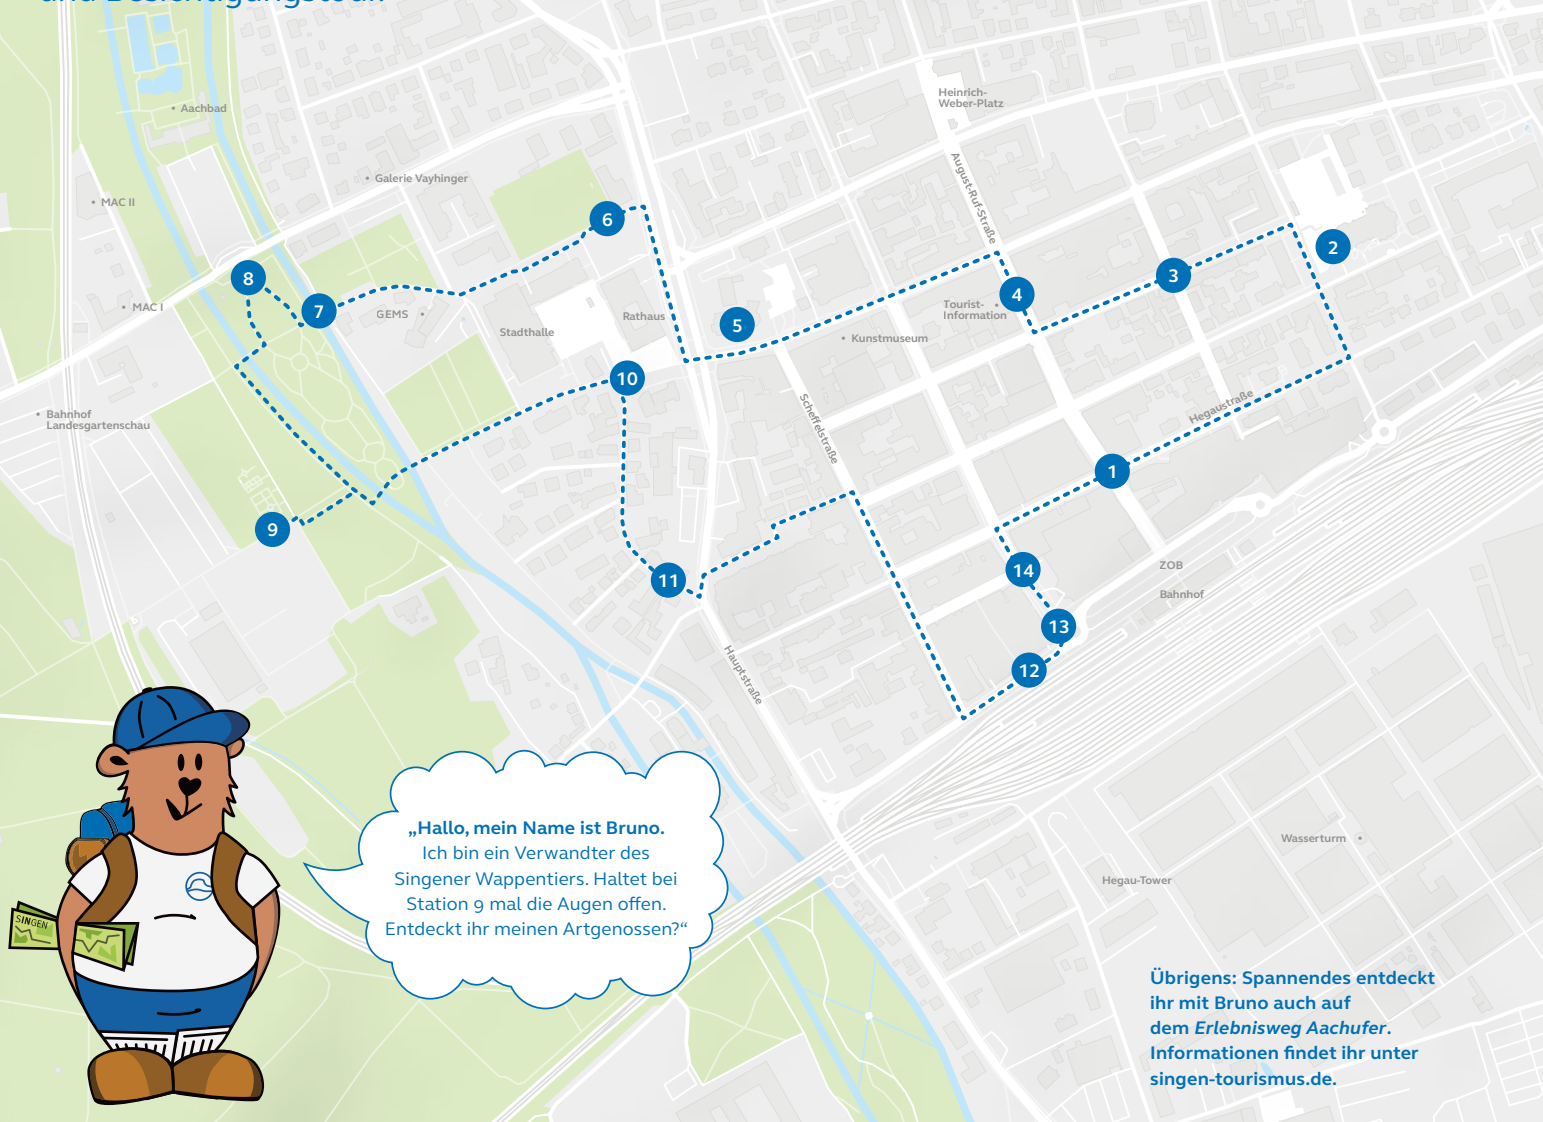 und Besichtigungstour.
Aachbad
Heinrich-
Weber-Platz
August-Ruf-Straße
Galerie Vayhinger
MAC II
6
2
8
3
7
4
MAC I
GEMS
Stadthalle
Rathaus
5
Tourist-
Information
Kunstmuseum
10
Bahnhof
Landesgartenschau
Scheffelstraße
Hegaustraße
1
9
11
14
ZOB
Bahnhof
13
12
Hauptstraße
„Hallo, mein Name ist Bruno.
Ich bin ein Verwandter des
Singener Wappentiers. Haltet bei
Station 9 mal die Augen offen.
Entdeckt ihr meinen Artgenossen?“
SINGEN
Wasserturm
Hegau-Tower
Übrigens: Spannendes entdeckt
ihr mit Bruno auch auf
dem Erlebnisweg Aachufer.
Informationen findet ihr unter
singen-tourismus.de.